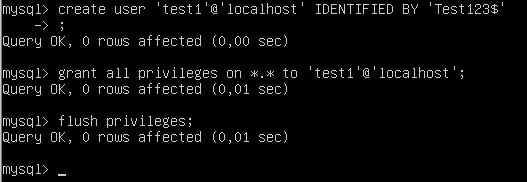 mysql> create user 'test1'@'localhost' IDENTIFIED BY 'Test123$'
    -> ;
Query OK, 0 rows affected (0,00 sec)
mysql> grant all privileges on *.* to 'test1'@'localhost';
Query OK, 0 rows affected (0,01 sec)
mysql> flush privileges;
Query OK, 0 rows affected (0,01 sec)
mysql> _